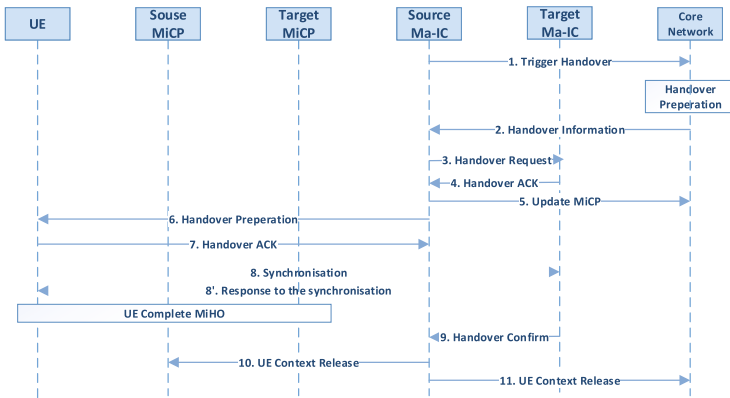 UE
Souse
MiCP
Target
MiCP
Source
Ma-IC
Target
Ma-IC
Core
Network
1. Trigger Handover
Handover
Preperation
2. Handover Information
3. Handover Request
4. Handover ACK
5. Update MiCP
6. Handover Preperation
7. Handover ACK
8. Synchronisation
8'. Response to the synchronisation
UE Complete MiHO
9. Handover Confirm
10. UE Context Release
11. UE Context Release